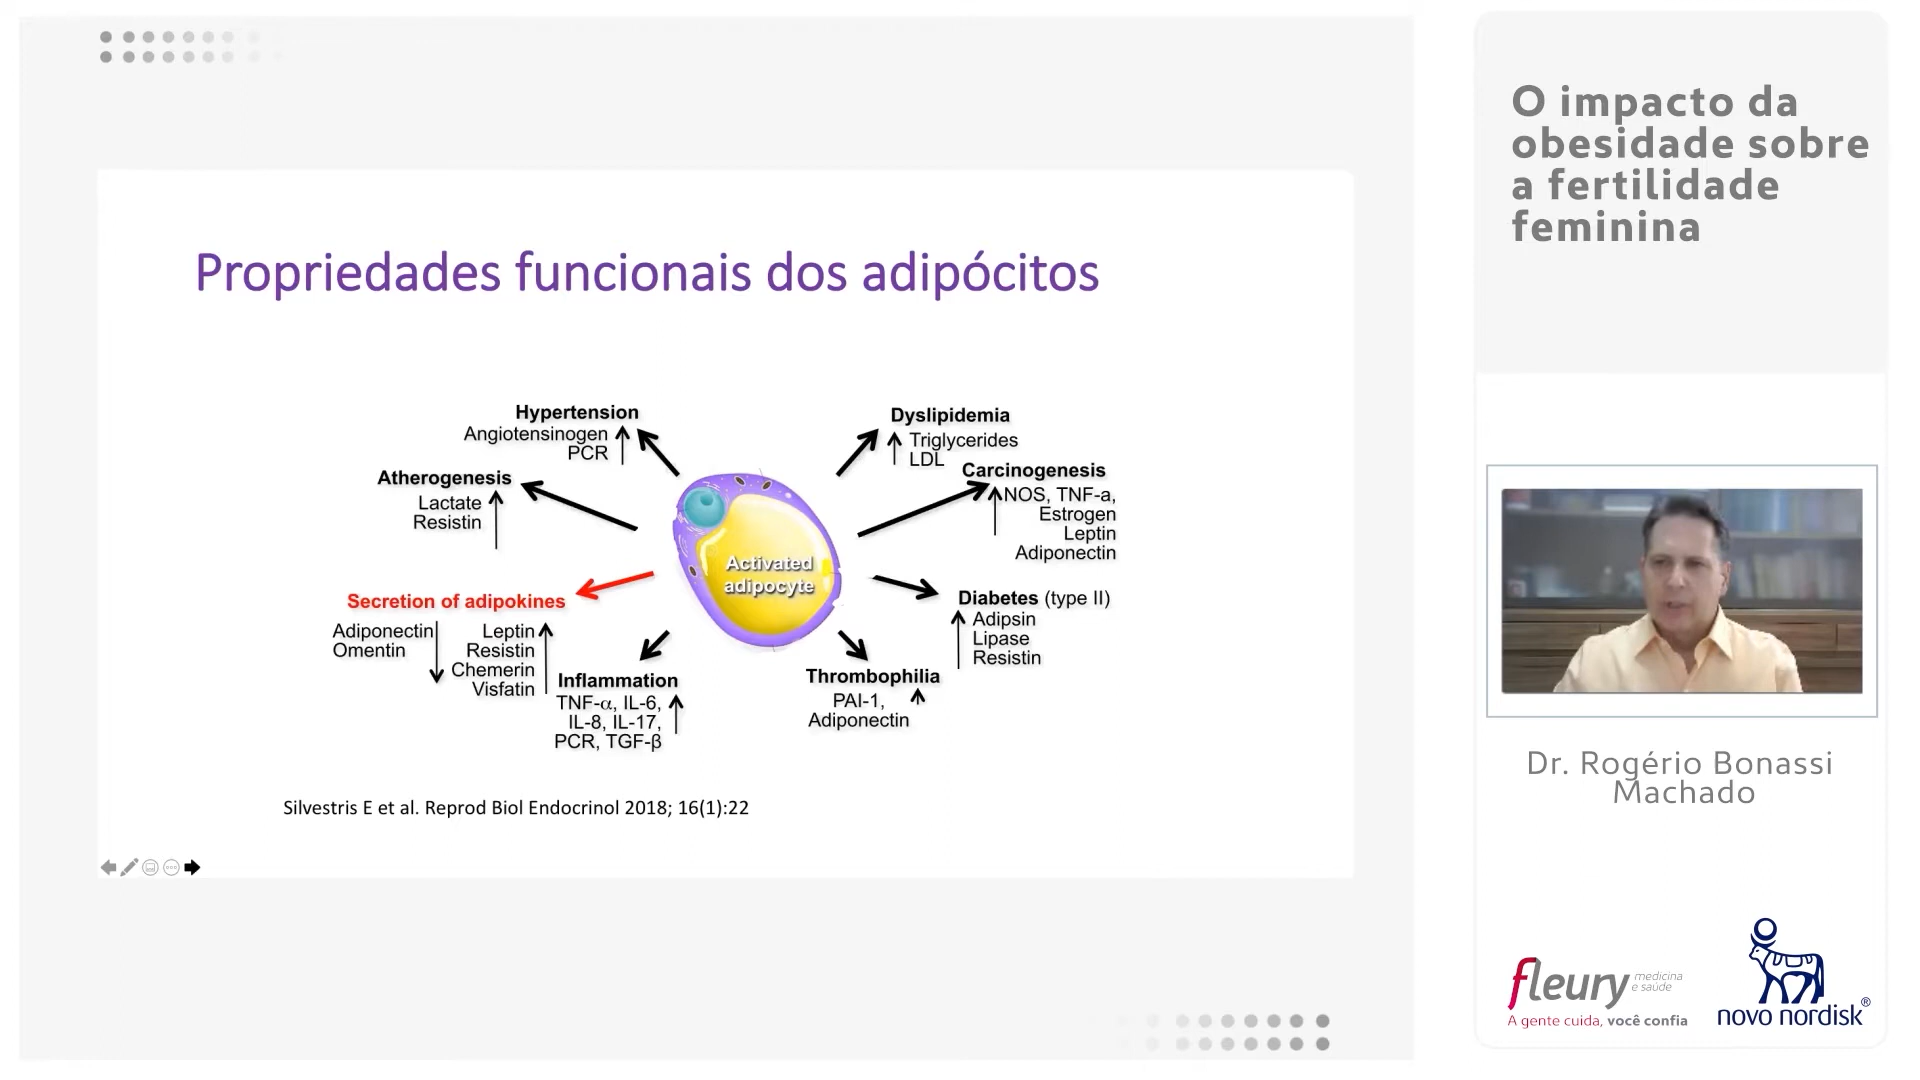 Propriedades funcionais dos adipócitos
Hypertension
Angiotensinogen
PCR
Atherogenesis
Lactate
Resistin
Secretion of adipokines
Adiponectin
Omentin
Leptin
Resistin
Chemerin
Visfatin
Inflammation
TNF-α, IL-6,
IL-8, IL-17,
PCR, TGF-β
Activated
adipocyte
Dyslipidemia
Triglycerides
LDL
Carcinogenesis
NOS, TNF-a,
Estrogen
Leptin
Adiponectin
Diabetes (type II)
Adipsin
Lipase
Resistin
Thrombophilia
PAI-1,
Adiponectin
Silvestris E et al. Reprod Biol Endocrinol 2018; 16(1):22
O impacto da
obesidade sobre
a fertilidade
feminina
Dr. Rogério Bonassi
Machado
fleury medicina
e saúde
A gente cuida, você confia
novo nordisk®